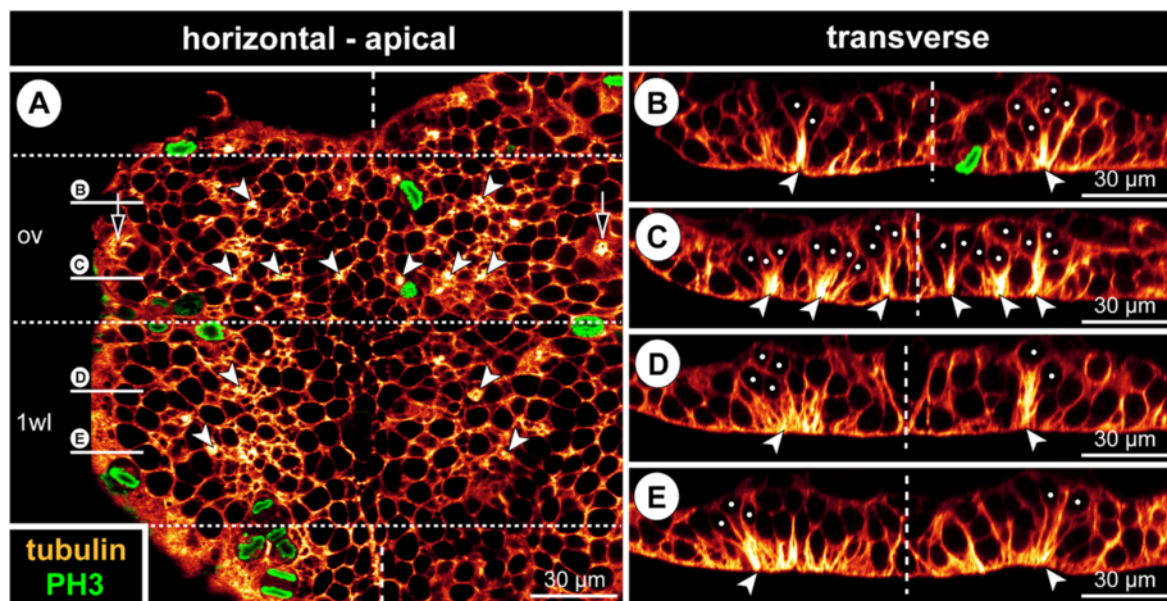 horizontal - apical
transverse
A
B
ov
C
D
1wl
E
tubulin
PH3
30 µm
B
30 µm
C
30 µm
D
30 µm
E
30 µm